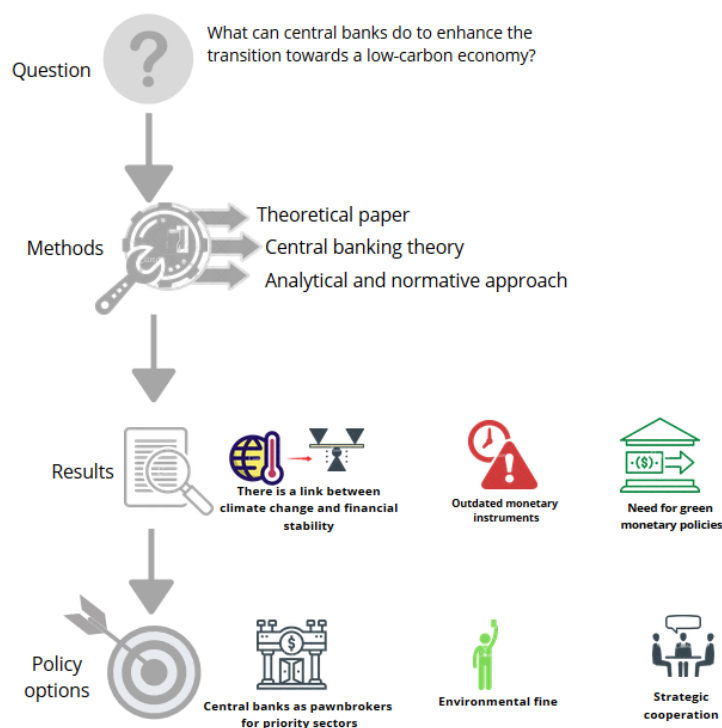 What can central banks do to enhance the
transition towards a low-carbon economy?
Question
Theoretical paper
Methods
Central banking theory
Analytical and normative approach
Results
There is a link between
climate change and financial
stability
Outdated monetary
instruments
Need for green
monetary policies
($)
Policy
options
$
Central banks as pawnbrokers
for priority sectors
Environmental fine
Strategic
cooperation